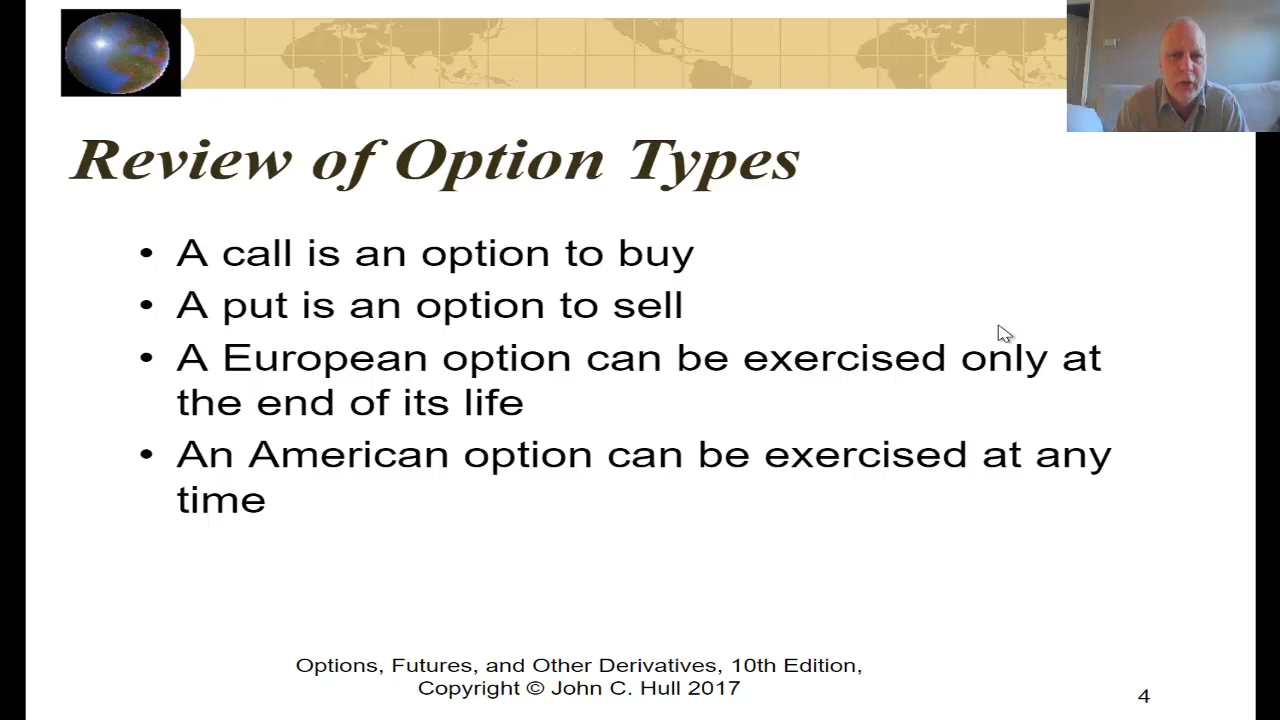 Review of Option Types
• A call is an option to buy
• A put is an option to sell
• A European option can be exercised only at
the end of its life
• An American option can be exercised at any
time
Options, Futures, and Other Derivatives, 10th Edition,
Copyright © John C. Hull 2017
4